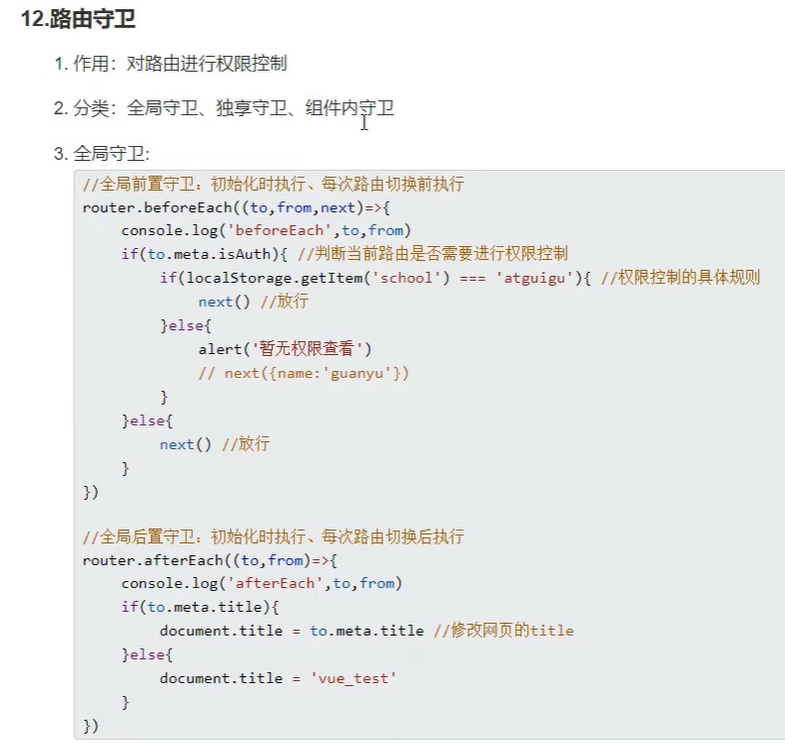 12.路由守卫
1. 作用：对路由进行权限控制
2. 分类：全局守卫、独享守卫、组件内守卫
3. 全局守卫:
//全局前置守卫：初始化时执行、每次路由切换前执行
router.beforeEach((to,from,next)=>{
    console.log('beforeEach',to,from)
    if(to.meta.isAuth){ //判断当前路由是否需要进行权限控制
        if(localStorage.getItem('school') === 'atguigu'){ //权限控制的具体规则
            next() //放行
        }else{
            alert('暂无权限查看')
            // next({name:'guanyu'})
        }
    }else{
        next() //放行
    }
})
//全局后置守卫：初始化时执行、每次路由切换后执行
router.afterEach((to,from)=>{
    console.log('afterEach',to,from)
    if(to.meta.title){
        document.title = to.meta.title //修改网页的title
    }else{
        document.title = 'vue_test'
    }
})